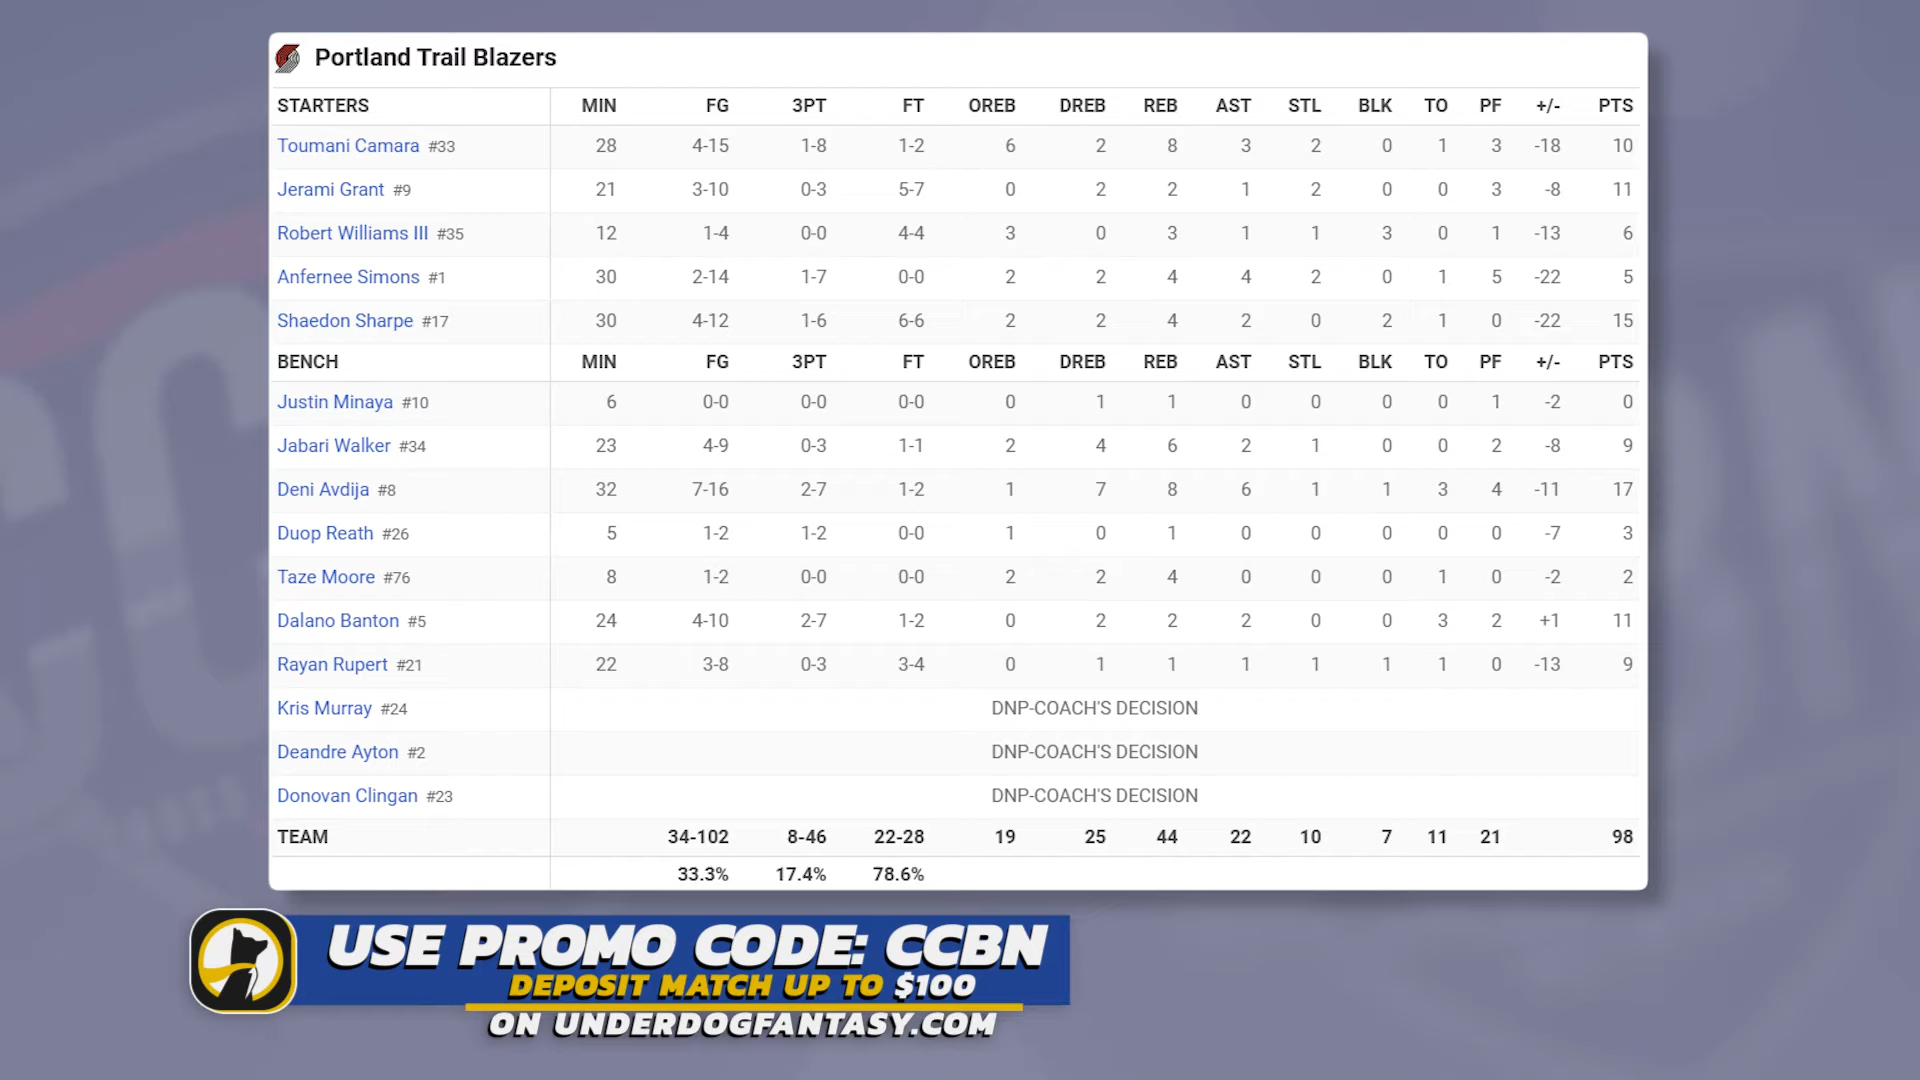 Portland Trail Blazers
STARTERS MIN FG 3PT FT OREB DREB REB AST STL BLK TO PF +/- PTS
Toumani Camara #33 28 4-15 1-8 1-2 6 2 8 3 2 0 1 3 -18 10
Jerami Grant #9 21 3-10 0-3 5-7 0 2 2 1 2 0 0 3 -8 11
Robert Williams III #35 12 1-4 0-0 4-4 3 0 3 1 1 3 0 1 -13 6
Anfernee Simons #1 30 2-14 1-7 0-0 2 2 4 4 2 0 1 5 -22 5
Shaedon Sharpe #17 30 4-12 1-6 6-6 2 2 4 2 0 2 1 0 -22 15
BENCH MIN FG 3PT FT OREB DREB REB AST STL BLK TO PF +/- PTS
Justin Minaya #10 6 0-0 0-0 0-0 0 1 1 0 0 0 0 1 -2 0
Jabari Walker #34 23 4-9 0-3 1-1 2 4 6 2 1 0 0 2 -8 9
Deni Avdija #8 32 7-16 2-7 1-2 1 7 8 6 1 1 3 4 -11 17
Duop Reath #26 5 1-2 1-2 0-0 1 0 1 0 0 0 0 0 -7 3
Taze Moore #76 8 1-2 0-0 0-0 2 2 4 0 0 0 1 0 -2 2
Dalano Banton #5 24 4-10 2-7 1-2 0 2 2 2 0 0 3 2 +1 11
Rayan Rupert #21 22 3-8 0-3 3-4 0 1 1 1 1 1 1 0 -13 9
Kris Murray #24 DNP-COACH'S DECISION
Deandre Ayton #2 DNP-COACH'S DECISION
Donovan Clingan #23 DNP-COACH'S DECISION
TEAM 34-102 8-46 22-28 19 25 44 22 10 7 11 21 98
33.3% 17.4% 78.6%
USE PROMO CODE: CCBN
DEPOSIT MATCH UP TO $100
ON UNDERDOGFANTASY.COM